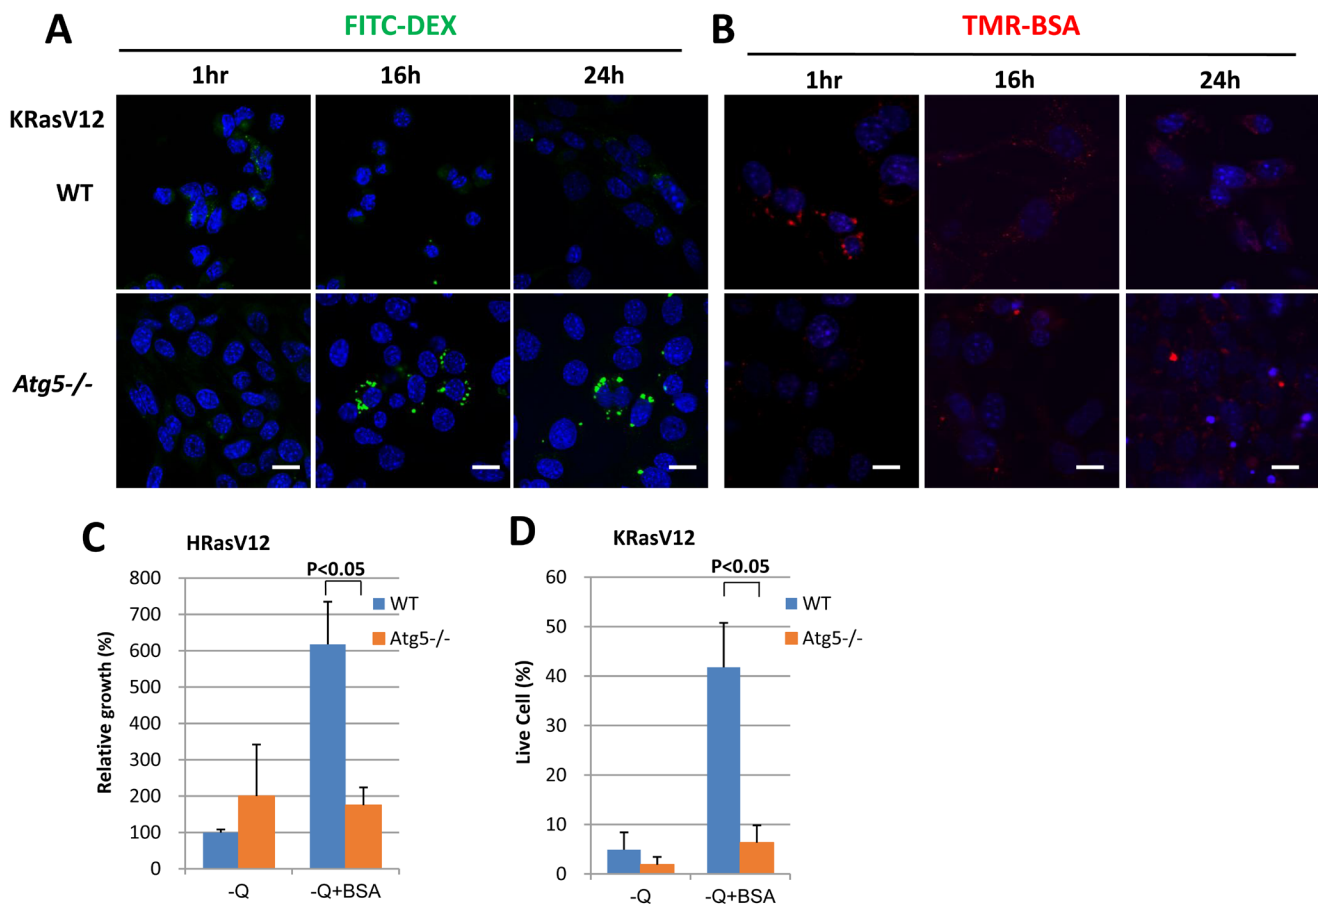 A
FITC-DEX
1hr
16h
24h
KRasV12
WT
Atg5-/-
B
TMR-BSA
1hr
16h
24h
C
HRasV12
P<0.05
800
700
600
500
400
300
200
100
0
Relative growth (%)
WT
Atg5-/-
-Q
-Q+BSA
D
KRasV12
P<0.05
60
50
40
30
20
10
0
Live Cell (%)
WT
Atg5-/-
-Q
-Q+BSA